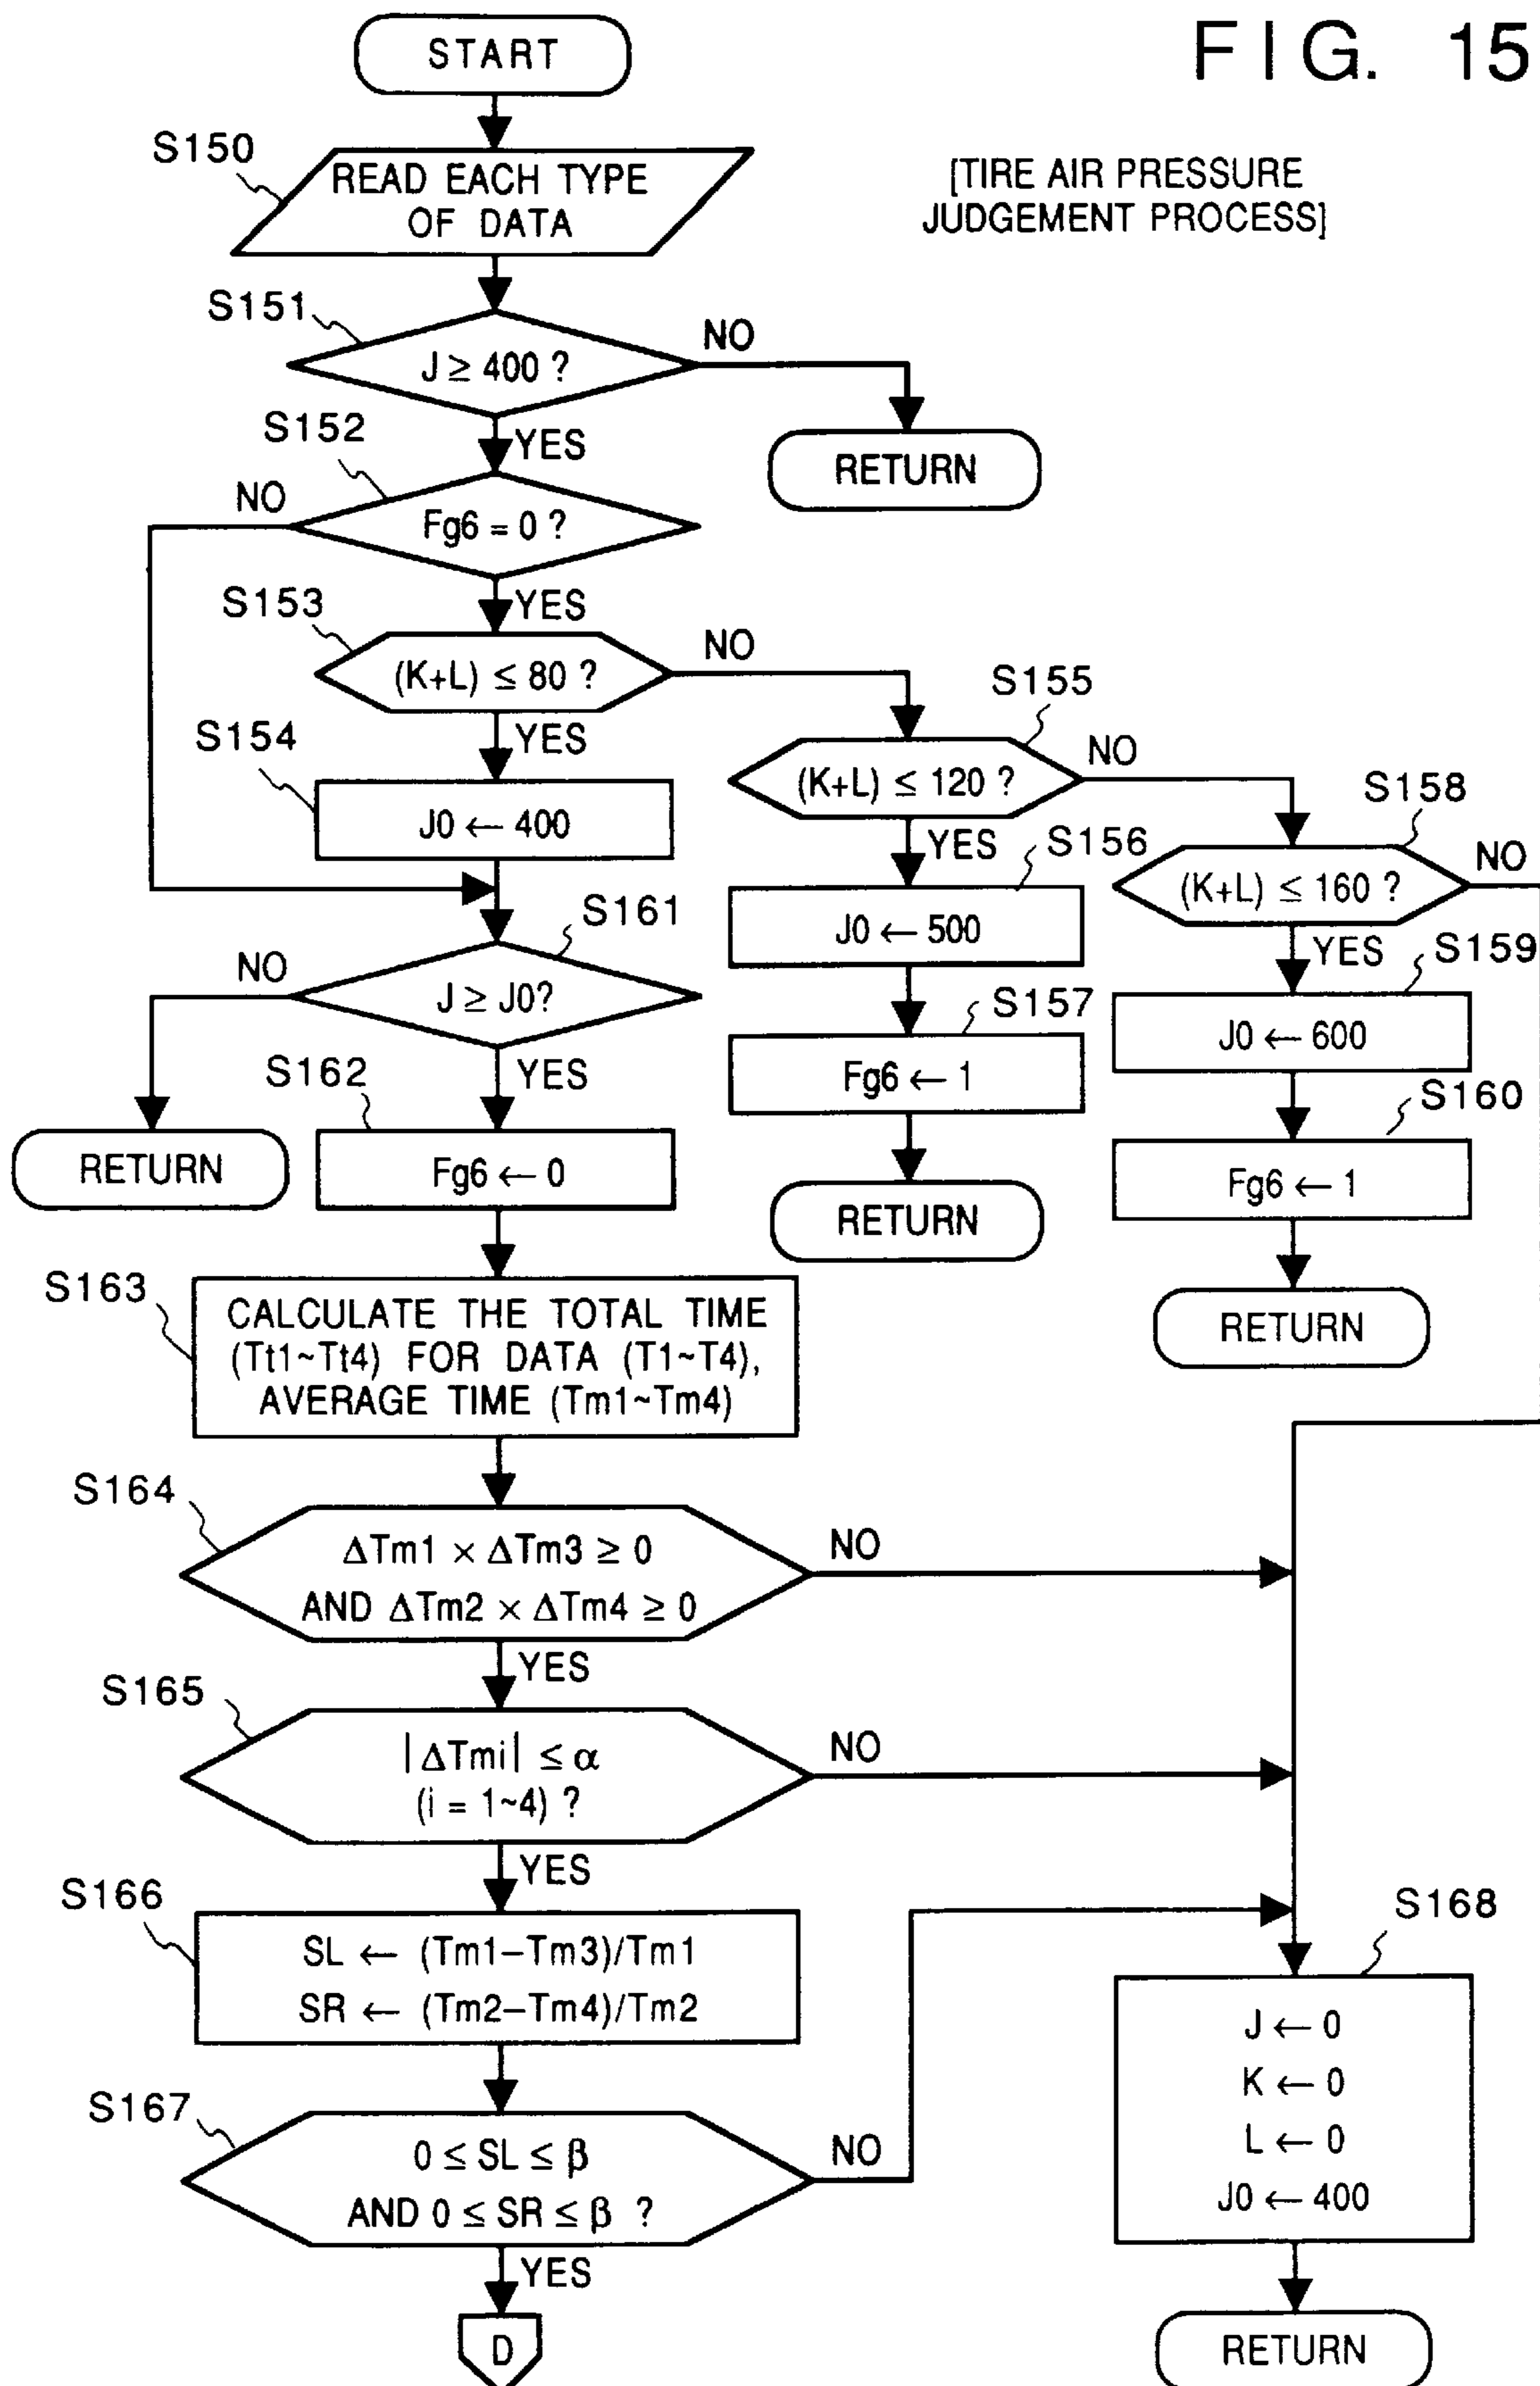 FIG. 15
START
S150
READ EACH TYPE
OF DATA
[TIRE AIR PRESSURE
JUDGEMENT PROCESS]
S151
J ≥ 400 ?
NO
RETURN
YES
S152
Fg6 = 0 ?
NO
YES
S153
(K+L) ≤ 80 ?
NO
YES
S154
J0 ← 400
S155
(K+L) ≤ 120 ?
NO
YES
S156
J0 ← 500
S157
Fg6 ← 1
RETURN
S158
(K+L) ≤ 160 ?
NO
YES
S159
J0 ← 600
S160
Fg6 ← 1
RETURN
S161
J ≥ J0?
NO
RETURN
YES
S162
Fg6 ← 0
S163
CALCULATE THE TOTAL TIME
(Tt1~Tt4) FOR DATA (T1~T4),
AVERAGE TIME (Tm1~Tm4)
S164
ΔTm1 × ΔTm3 ≥ 0
AND ΔTm2 × ΔTm4 ≥ 0
NO
YES
S165
|ΔTmi| ≤ α
(i = 1~4) ?
NO
YES
S166
SL ← (Tm1−Tm3)/Tm1
SR ← (Tm2−Tm4)/Tm2
S167
0 ≤ SL ≤ β
AND 0 ≤ SR ≤ β ?
NO
YES
D
S168
J ← 0
K ← 0
L ← 0
J0 ← 400
RETURN